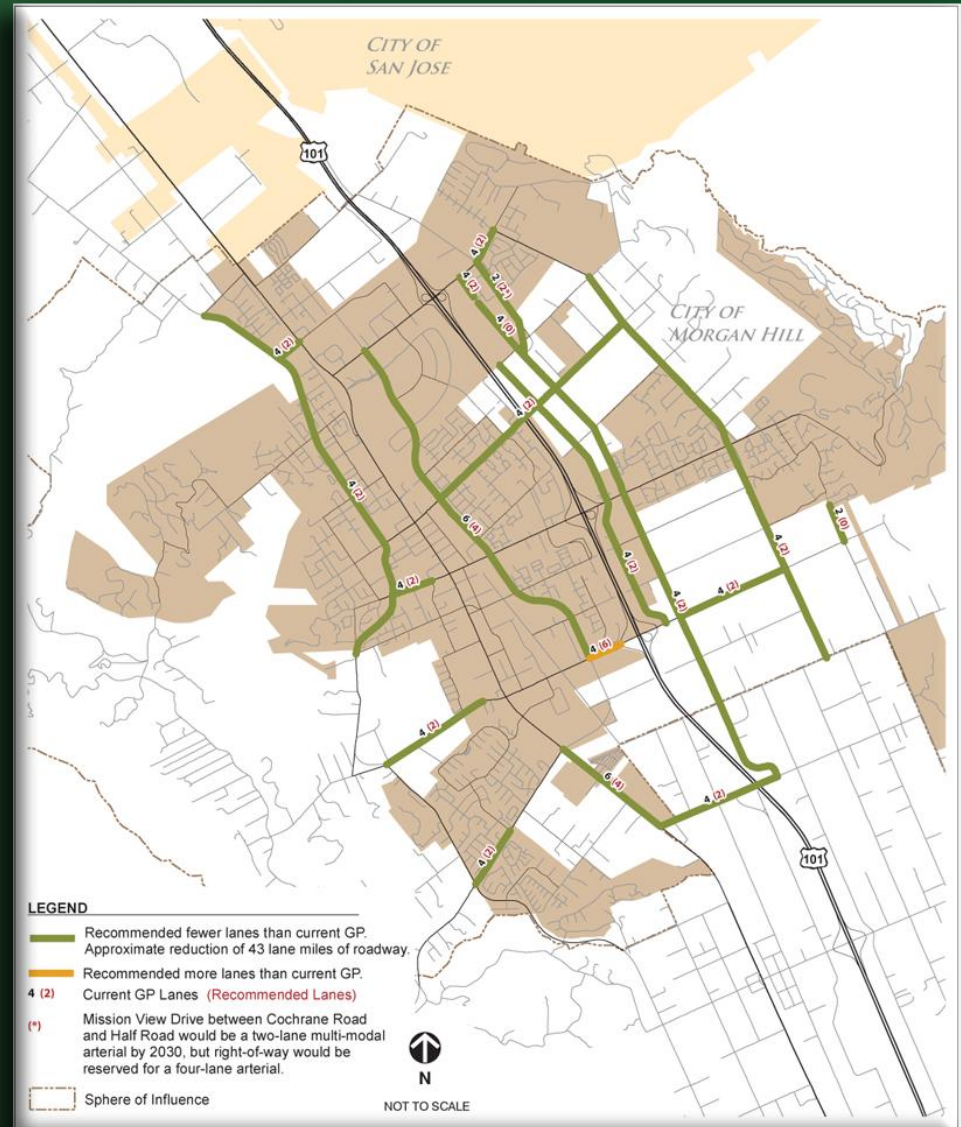 CITY OF
SAN JOSE
101
4 (2)
4 (2)
2 (2*)
4 (0)
CITY OF
MORGAN HILL
4 (2)
4 (2)
4 (2)
6 (4)
2 (0)
4 (2)
4 (2)
4 (2)
4 (2)
4 (2)
4 (6)
4 (2)
6 (4)
4 (2)
4 (2)
101
LEGEND
Recommended fewer lanes than current GP.
Approximate reduction of 43 lane miles of roadway.
Recommended more lanes than current GP.
4 (2) Current GP Lanes (Recommended Lanes)
(*) Mission View Drive between Cochrane Road
and Half Road would be a two-lane multi-modal
arterial by 2030, but right-of-way would be
reserved for a four-lane arterial.
Sphere of Influence
N
NOT TO SCALE